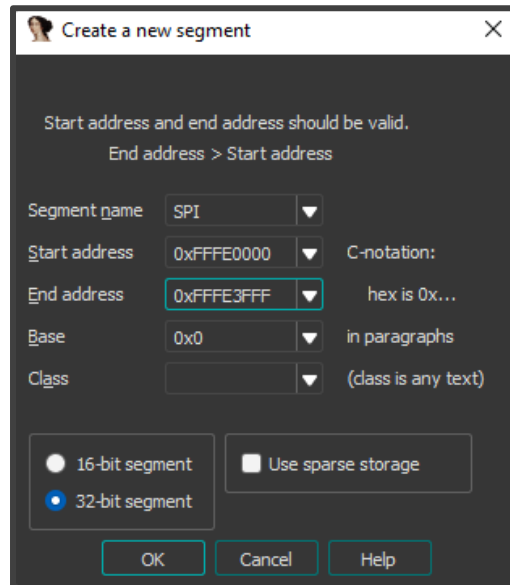 Create a new segment
Start address and end address should be valid.
End address > Start address
Segment name SPI
Start address 0xFFFE0000 C-notation:
End address 0xFFFE3FFF hex is 0x...
Base 0x0 in paragraphs
Class (class is any text)
16-bit segment Use sparse storage
32-bit segment
OK Cancel Help